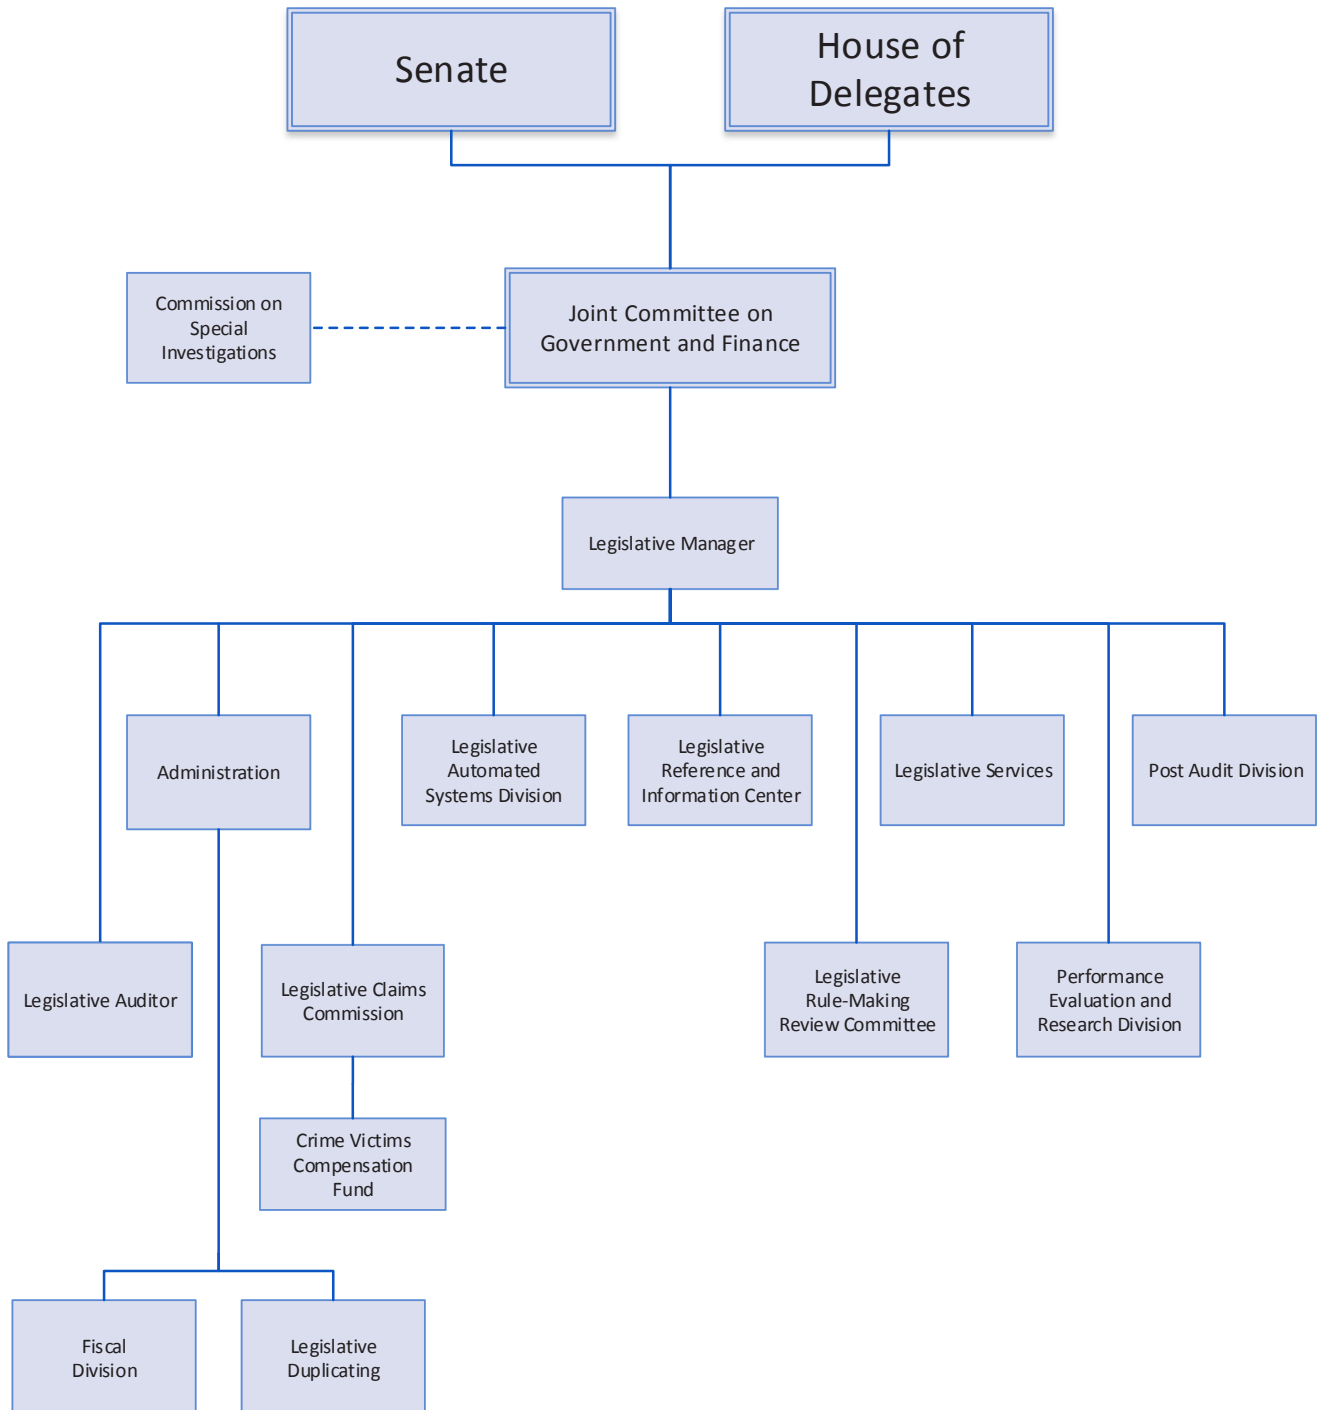 Senate
House of
Delegates
Commission on
Special
Investigations
Joint Committee on
Government and Finance
Legislative Manager
Administration
Legislative
Automated
Systems Division
Legislative
Reference and
Information Center
Legislative Services
Post Audit Division
Legislative Auditor
Legislative Claims
Commission
Legislative
Rule-Making
Review Committee
Performance
Evaluation and
Research Division
Crime Victims
Compensation
Fund
Fiscal
Division
Legislative
Duplicating